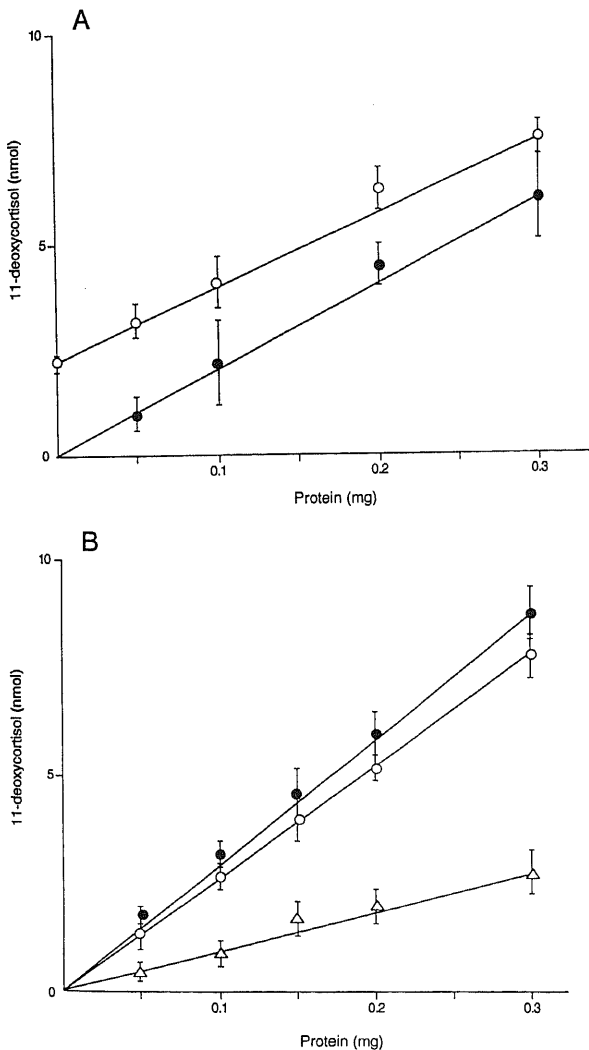 A
10
5
0
11-deoxycortisol (nmol)
0.1 0.2 0.3
Protein (mg)
B
10
5
0
11-deoxycortisol (nmol)
0.1 0.2 0.3
Protein (mg)